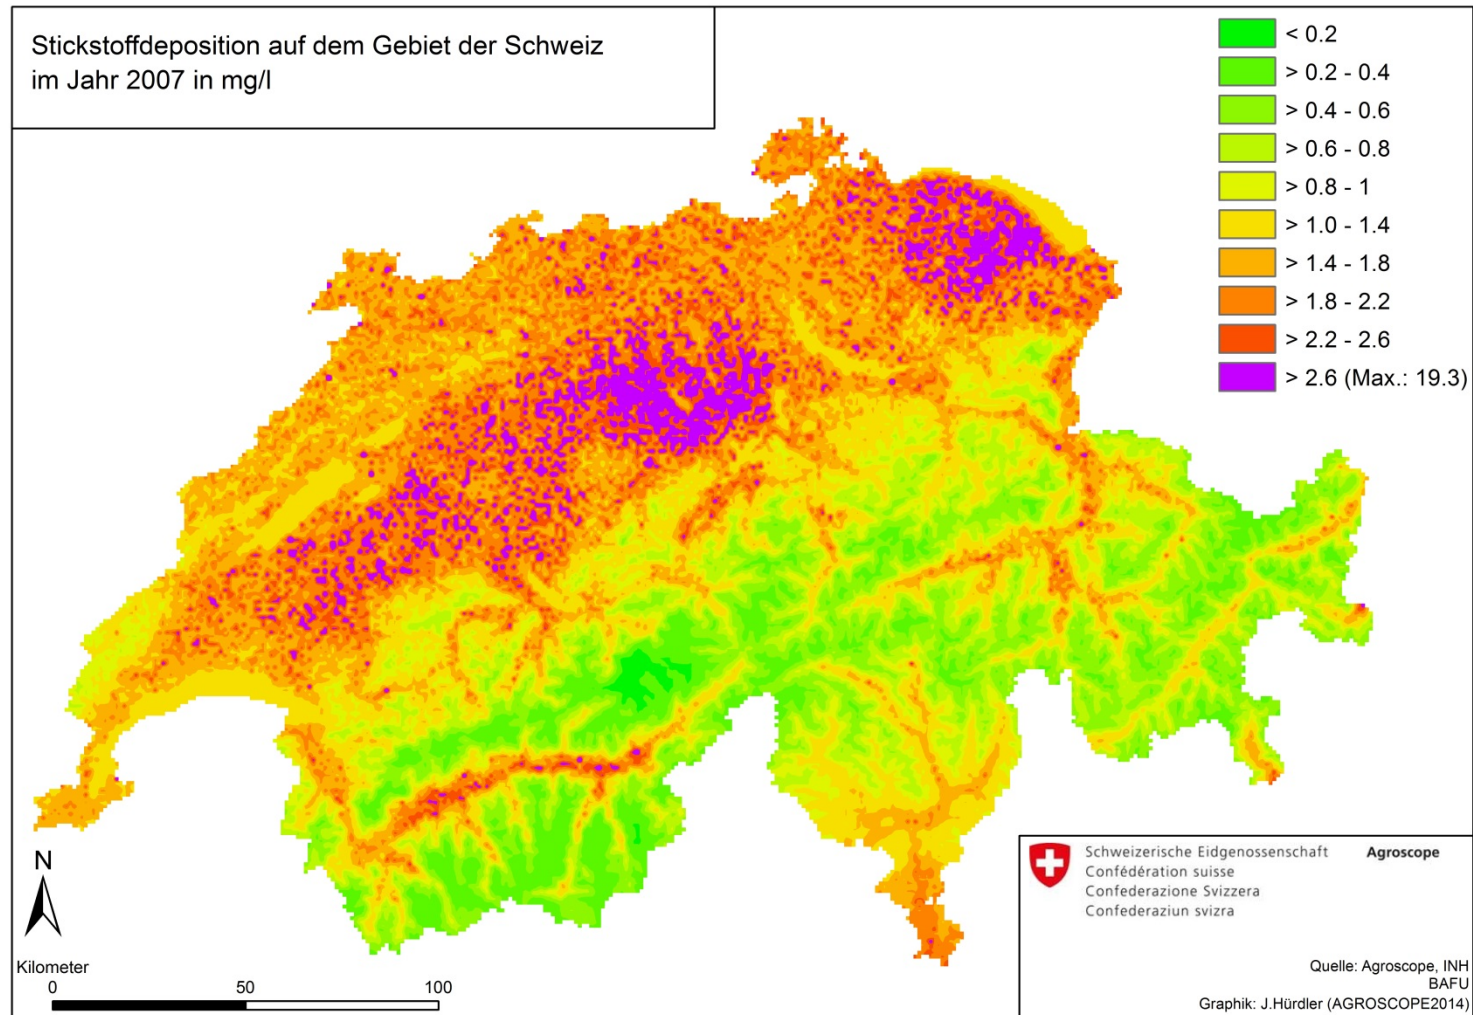 Stickstoffdeposition auf dem Gebiet der Schweiz
im Jahr 2007 in mg/l
< 0.2
> 0.2 - 0.4
> 0.4 - 0.6
> 0.6 - 0.8
> 0.8 - 1
> 1.0 - 1.4
> 1.4 - 1.8
> 1.8 - 2.2
> 2.2 - 2.6
> 2.6 (Max.: 19.3)
N
Kilometer
0 50 100
Schweizerische Eidgenossenschaft Agroscope
Confédération suisse
Confederazione Svizzera
Confederaziun svizra
Quelle: Agroscope, INH
BAFU
Graphik: J.Hürdler (AGROSCOPE2014)